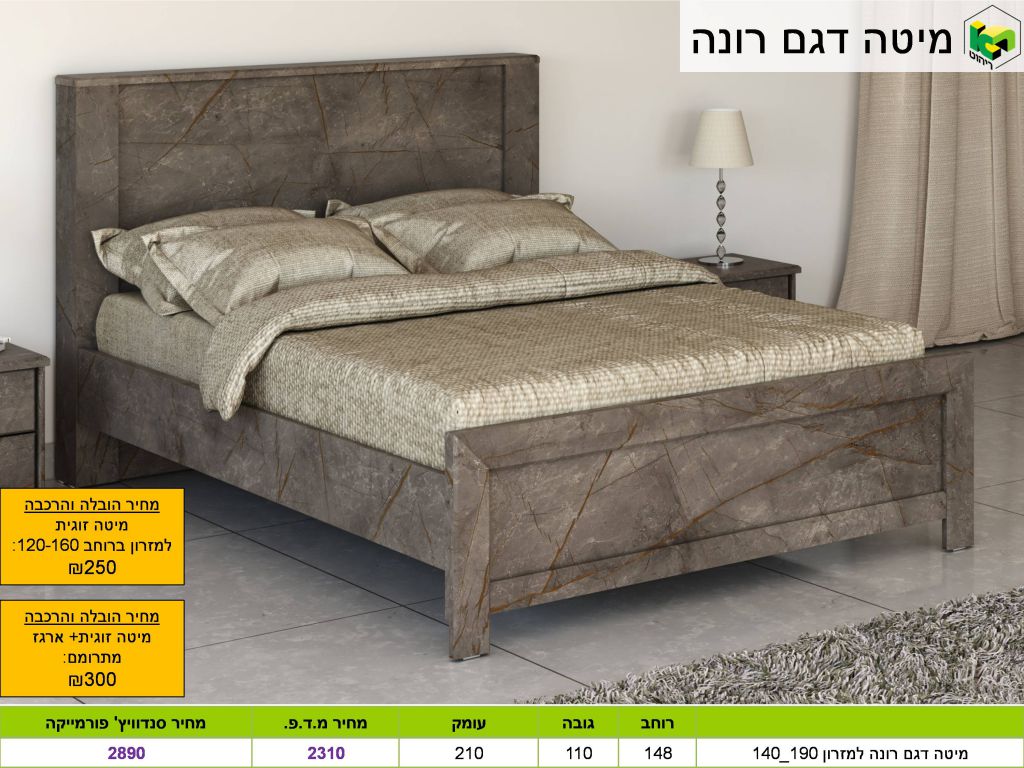 מיטה דגם רונה
ריהוט
מחיר הובלה והרכבה
מיטה זוגית
למזרון ברוחב 120-160:
250₪
מחיר הובלה והרכבה
מיטה זוגית+ ארגז
מתרומם:
300₪
רוחב גובה עומק מחיר מ.ד.פ. מחיר סנדוויץ' פורמייקה
מיטה דגם רונה למזרון 190_140 148 110 210 2310 2890